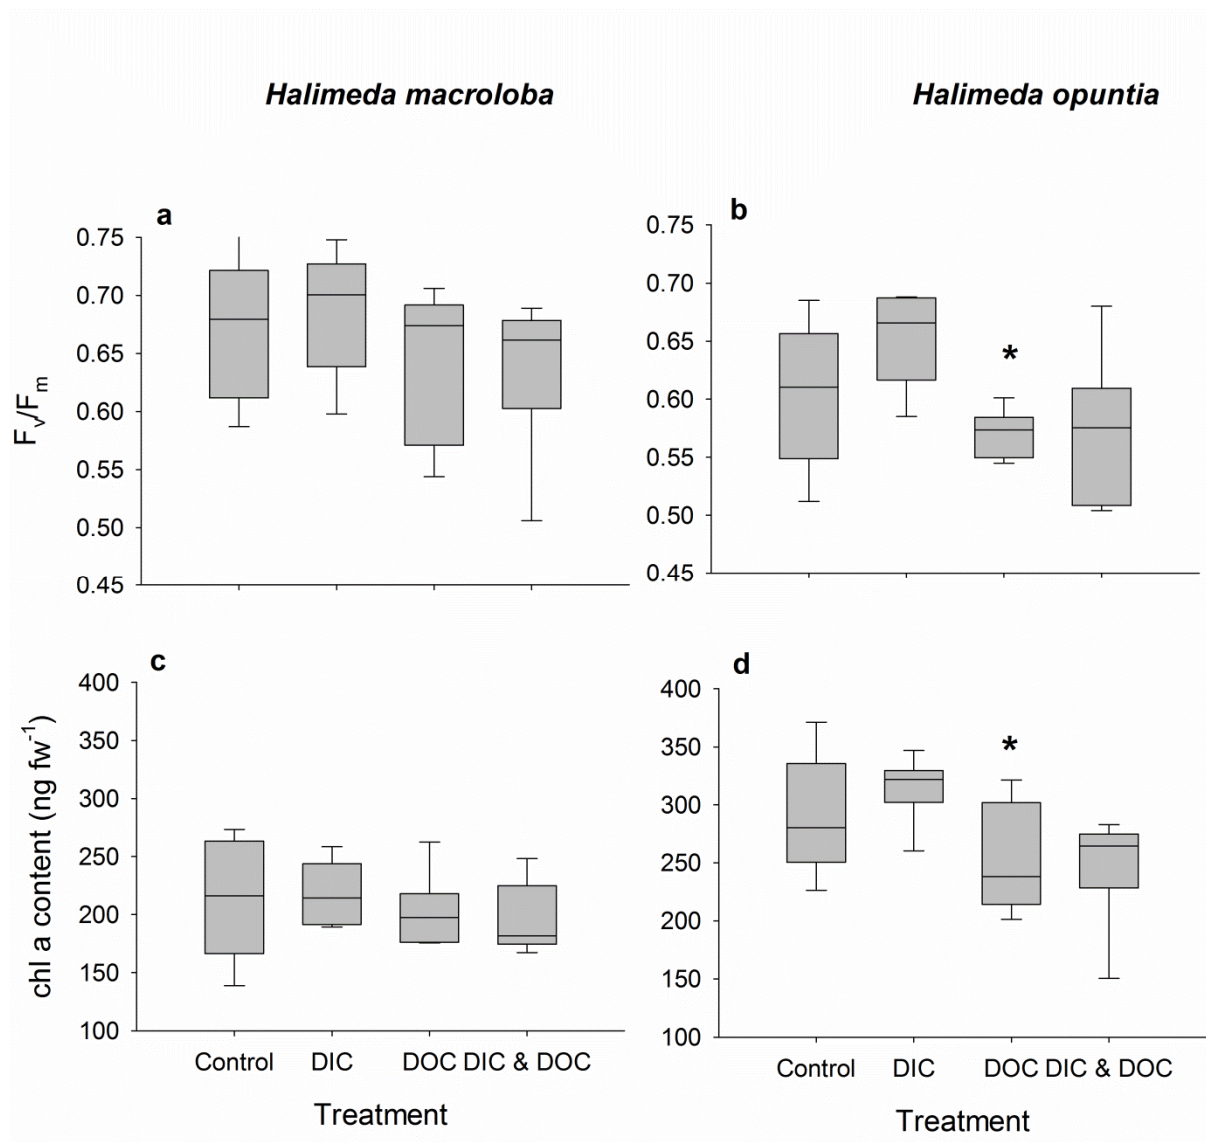 Halimeda macroloba
Halimeda opuntia
a
0.75
0.70
0.65
0.60
0.55
0.50
0.45
Fv/Fm
b
0.75
0.70
0.65
0.60
0.55
0.50
0.45
*
c
400
350
300
250
200
150
100
chl a content (ng fw-1)
Control DIC DOC DIC & DOC
Treatment
d
400
350
300
250
200
150
100
*
Control DIC DOC DIC & DOC
Treatment